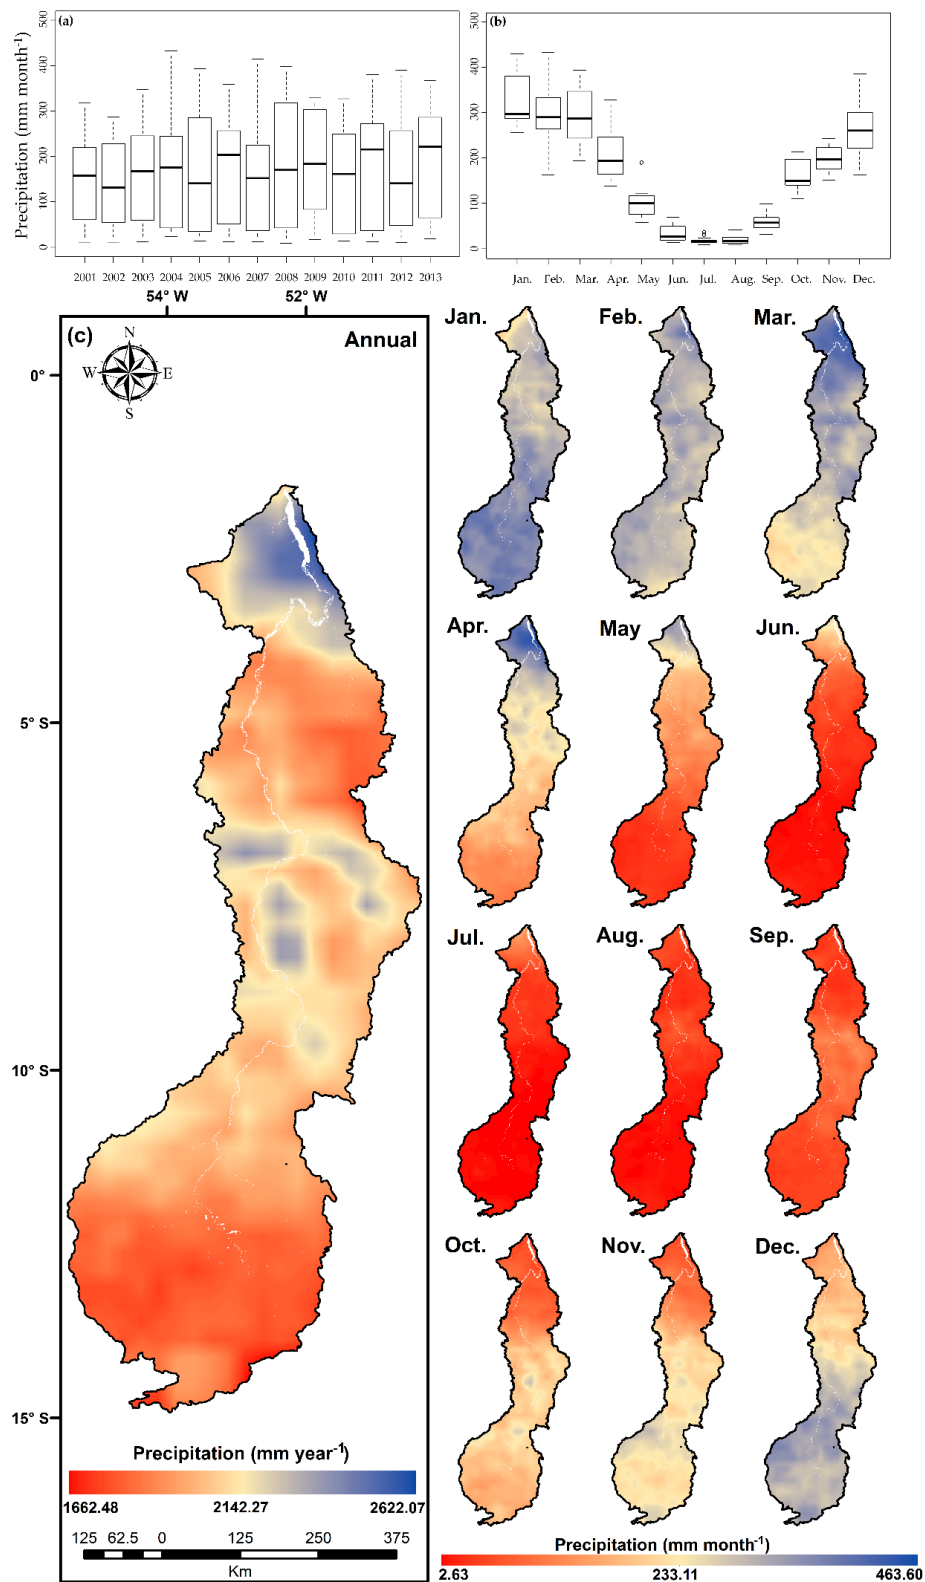 (a)
Precipitation (mm month-1)
500
400
300
200
100
0
2001 2002 2003 2004 2005 2006 2007 2008 2009 2010 2011 2012 2013
(b)
500
400
300
200
100
0
Jan. Feb. Mar. Apr. May Jun. Jul. Aug. Sep. Oct. Nov. Dec.
54° W 52° W
(c)
Annual
N
W E
S
0°
5° S
10° S
15° S
Precipitation (mm year-1)
1662.48 2142.27 2622.07
125 62.5 0 125 250 375
Km
Jan. Feb. Mar.
Apr. May Jun.
Jul. Aug. Sep.
Oct. Nov. Dec.
Precipitation (mm month-1)
2.63 233.11 463.60